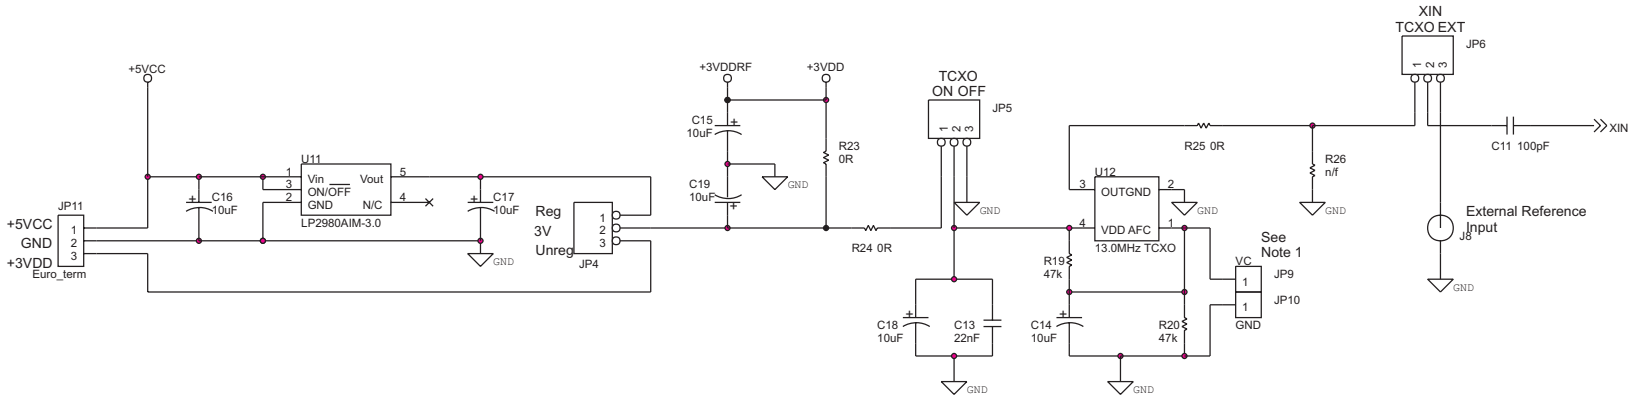 XIN
TCXO EXT
JP6
1 2 3
+5VCC
+3VDDRF
+3VDD
TCXO
ON OFF
JP5
1 2 3
C15
10uF
R23
0R
R25 0R
C11 100pF
XIN
R26
n/f
GND
U11
1 Vin Vout 5
3 ON/OFF
2 GND N/C 4
LP2980AIM-3.0
C16
10uF
C17
10uF
C19
10uF
GND
GND
U12
3 OUT GND 2
4 VDD AFC 1
13.0MHz TCXO
GND
JP11
+5VCC 1
GND 2
+3VDD 3
Euro_term
GND
Reg 1
3V 2
Unreg 3
JP4
R24 0R
External Reference
Input
J8
GND
R19
47k
See
Note 1
VC
1 JP9
1 JP10
GND
C18
10uF
C13
22nF
C14
10uF
R20
47k
GND
GND